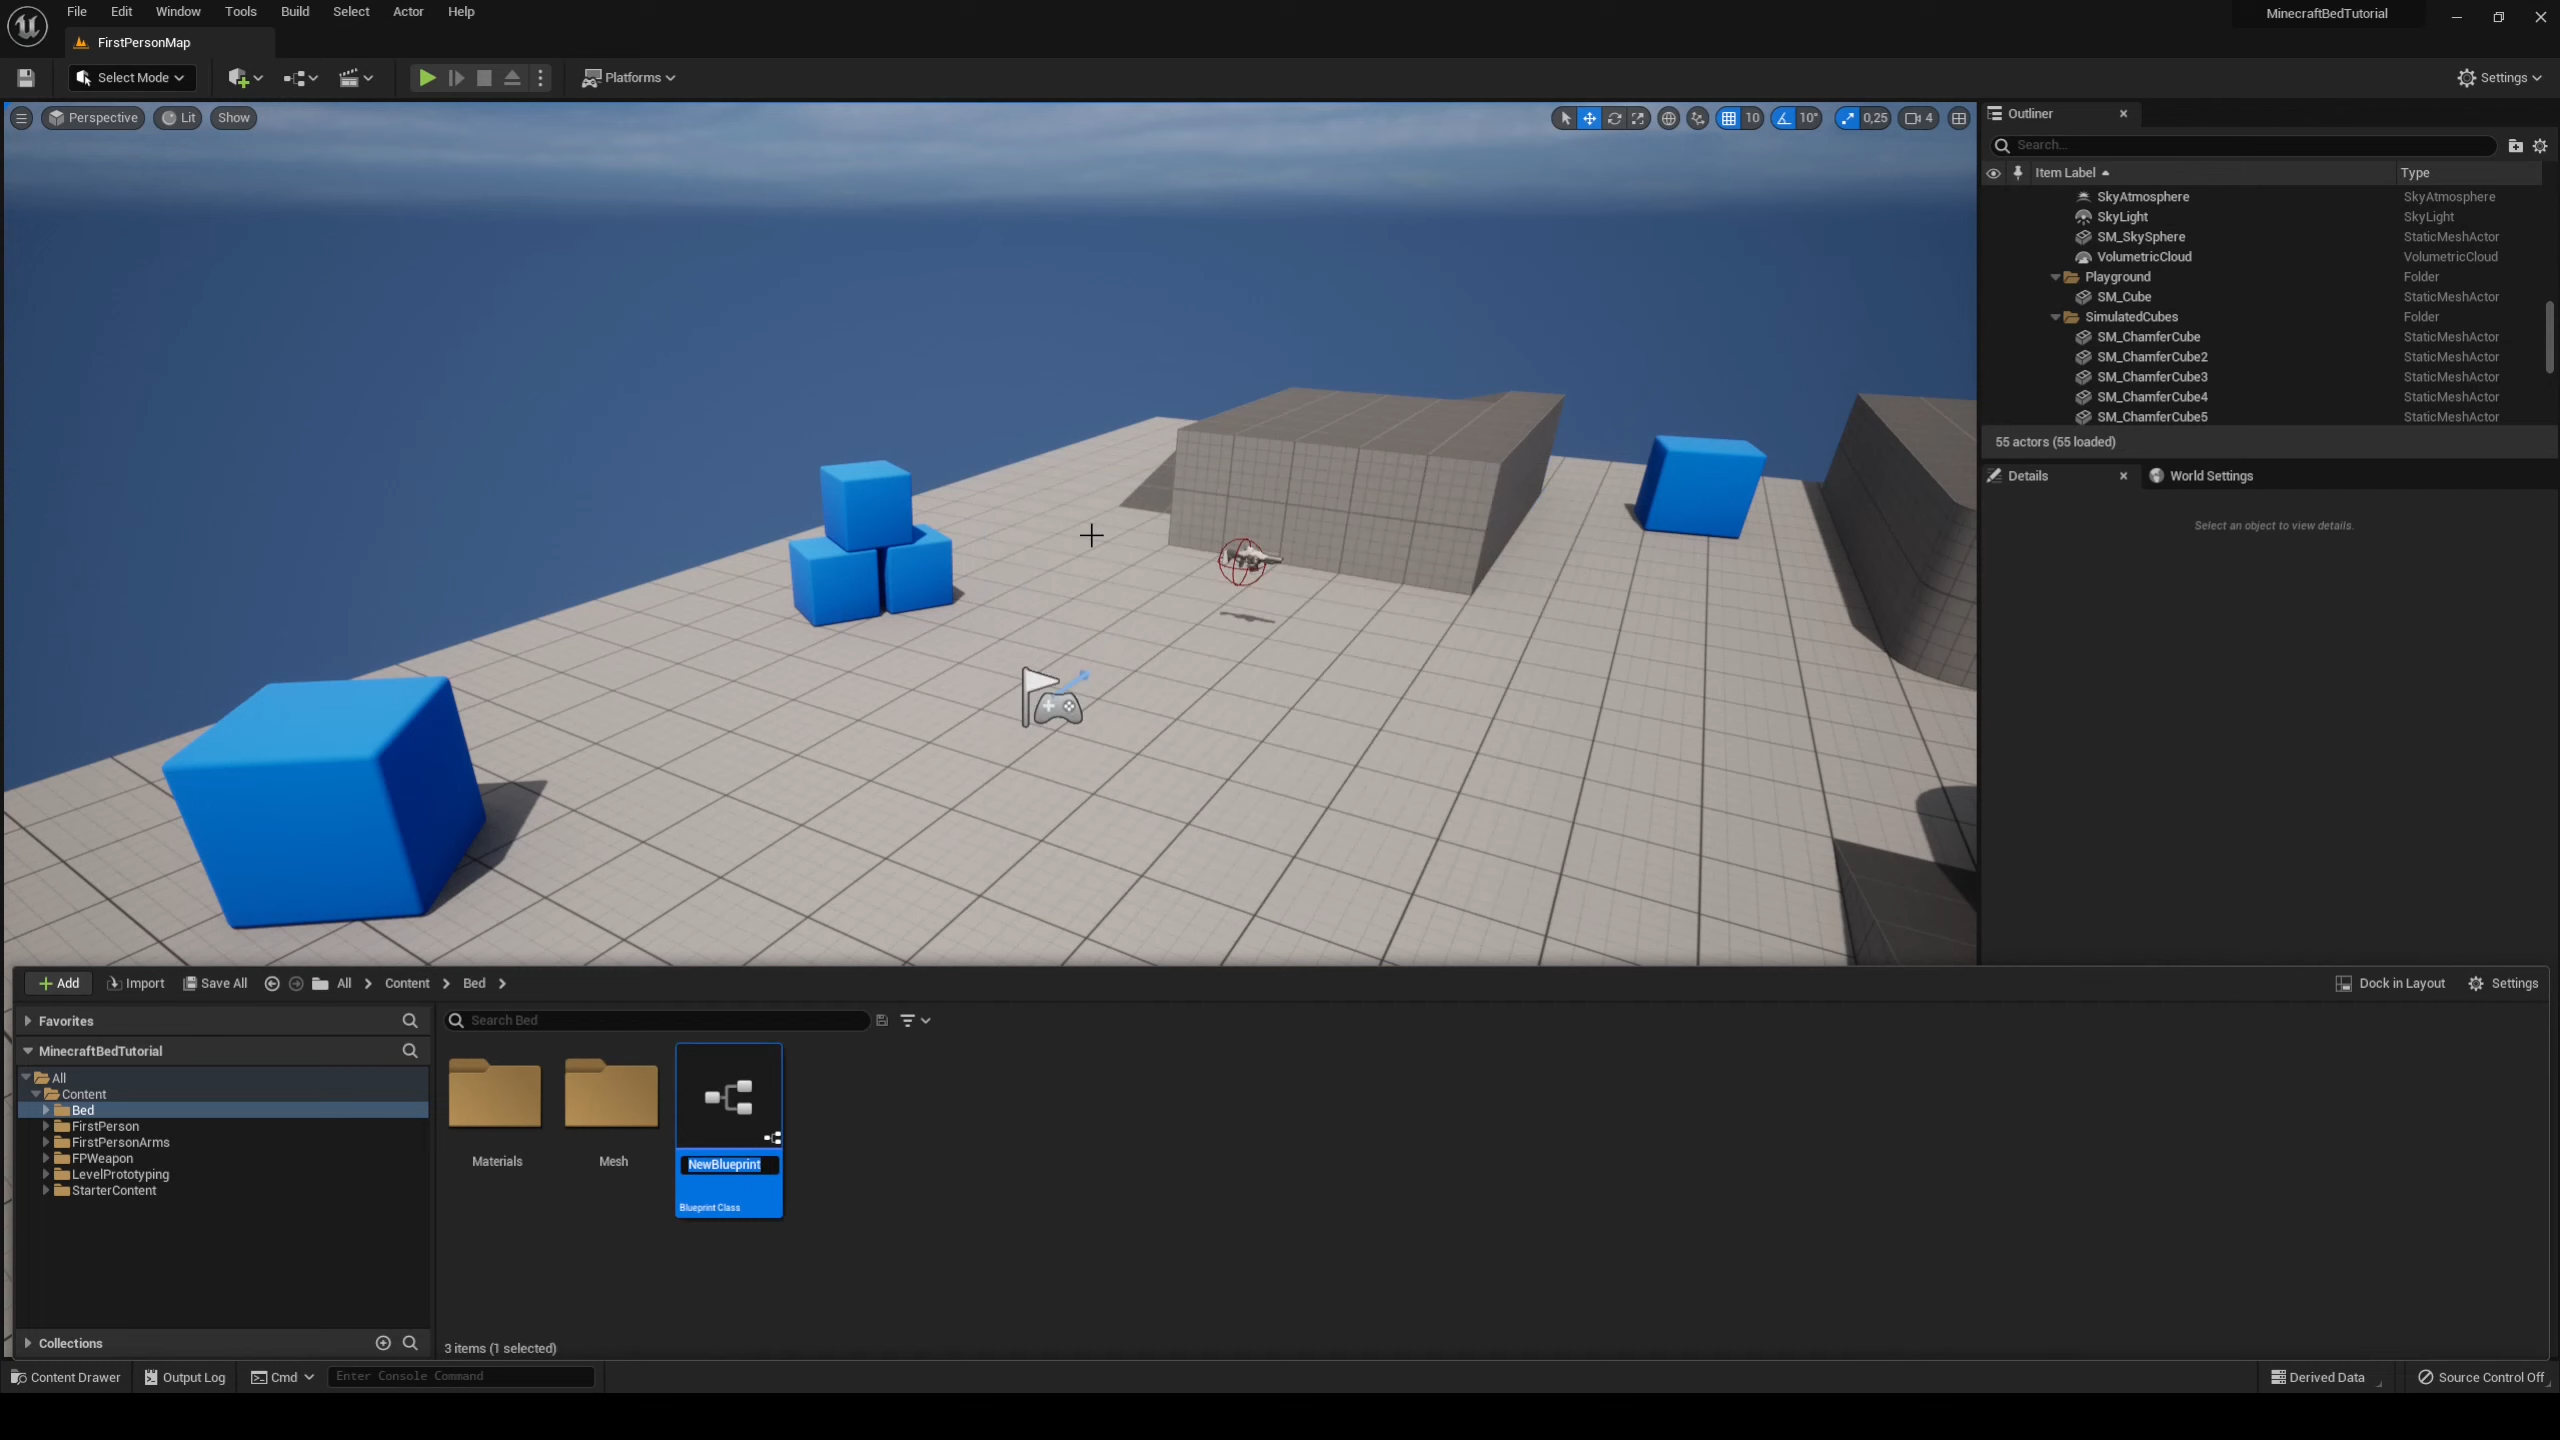 File Edit Window Tools Build Select Actor Help
MinecraftBedTutorial
FirstPersonMap
Select Mode
Platforms
Settings
Perspective
Lit
Show
10
10°
0,25
4
Outliner
Search...
Item Label
Type
SkyAtmosphere SkyAtmosphere
SkyLight SkyLight
SM_SkySphere StaticMeshActor
VolumetricCloud VolumetricCloud
Playground Folder
SM_Cube StaticMeshActor
SimulatedCubes Folder
SM_ChamferCube StaticMeshActor
SM_ChamferCube2 StaticMeshActor
SM_ChamferCube3 StaticMeshActor
SM_ChamferCube4 StaticMeshActor
SM_ChamferCube5 StaticMeshActor
55 actors (55 loaded)
Details
World Settings
Select an object to view details.
Add
Import
Save All
All
Content
Bed
Dock in Layout
Settings
Favorites
Search Bed
MinecraftBedTutorial
All
Content
Bed
FirstPerson
FirstPersonArms
FPWeapon
LevelPrototyping
StarterContent
Materials
Mesh
NewBlueprint
Blueprint Class
Collections
3 items (1 selected)
Content Drawer
Output Log
Cmd
Enter Console Command
Derived Data
Source Control Off